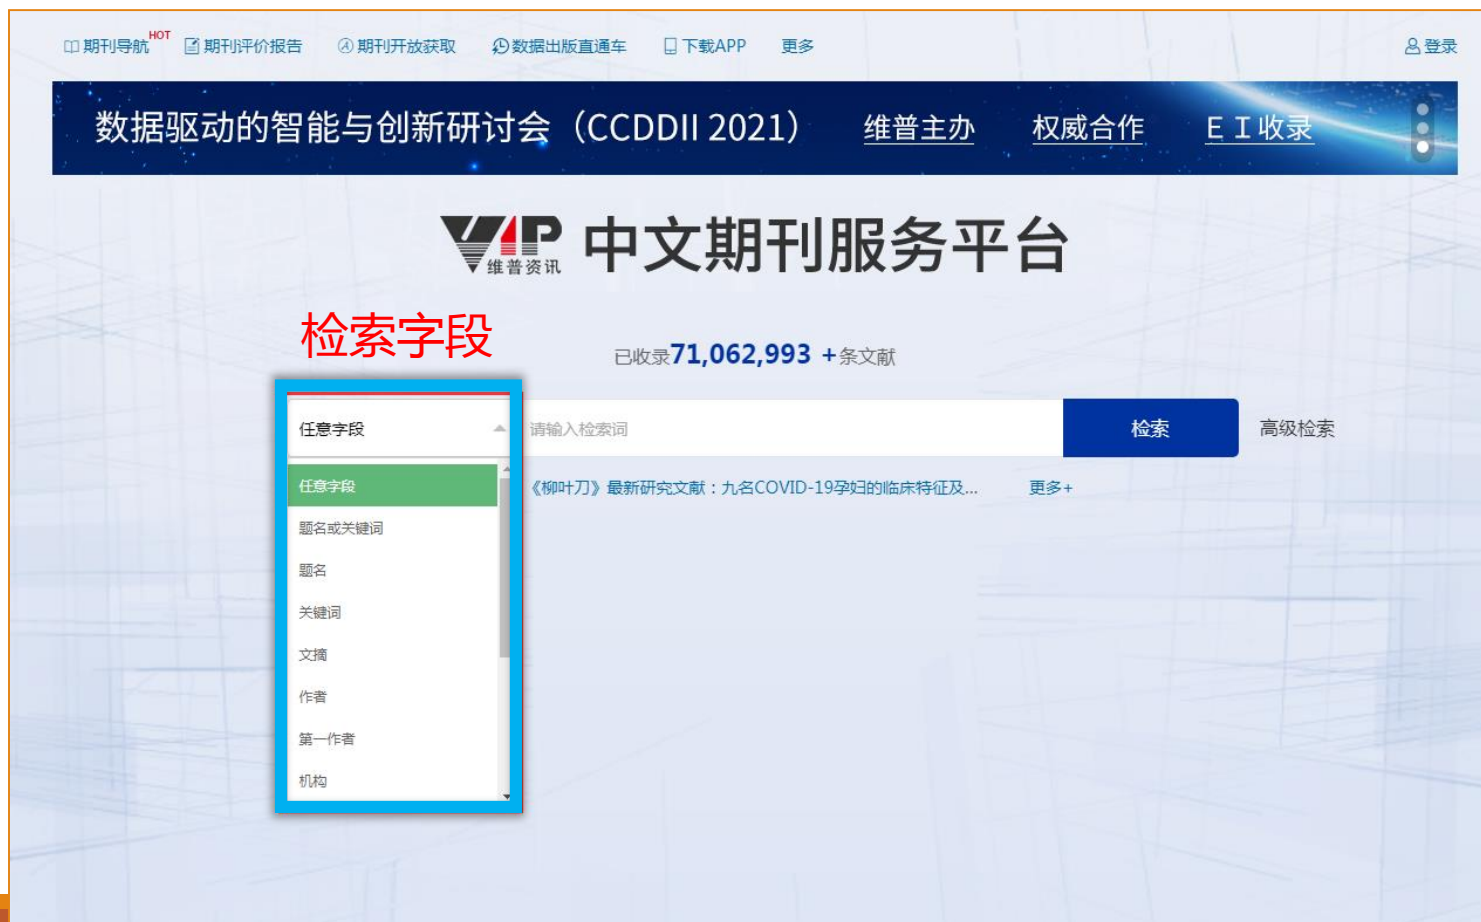 期刊导航HOT 期刊评价报告 期刊开放获取 数据出版直通车 下载APP 更多 登录
数据驱动的智能与创新研讨会（CCDDII 2021） 维普主办 权威合作 EI收录
VIP 维普资讯 中文期刊服务平台
检索字段
已收录71,062,993 +条文献
任意字段 请输入检索词 检索 高级检索
任意字段 《柳叶刀》最新研究文献：九名COVID-19孕妇的临床特征及... 更多+
题名或关键词
题名
关键词
文摘
作者
第一作者
机构